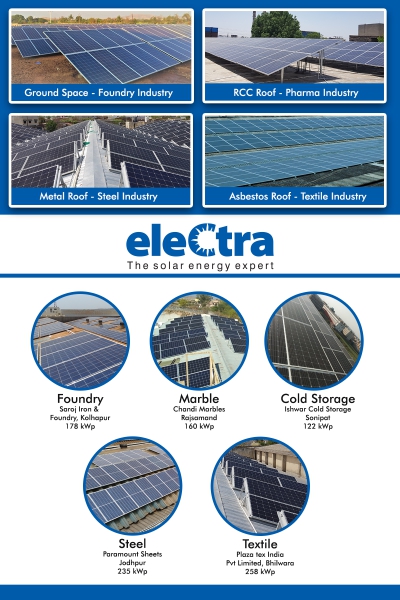 Ground Space - Foundry Industry
RCC Roof - Pharma Industry
Metal Roof - Steel Industry
Asbestos Roof - Textile Industry
eleCtra
The solar energy expert
Foundry
Saroj Iron &
Foundry, Kolhapur
178 kWp
Marble
Chandi Marbles
Rajsamand
160 kWp
Cold Storage
Ishwar Cold Storage
Sonipat
122 kWp
Steel
Paramount Sheets
Jodhpur
235 kWp
Textile
Plaza tex India
Pvt Limited, Bhilwara
258 kWp